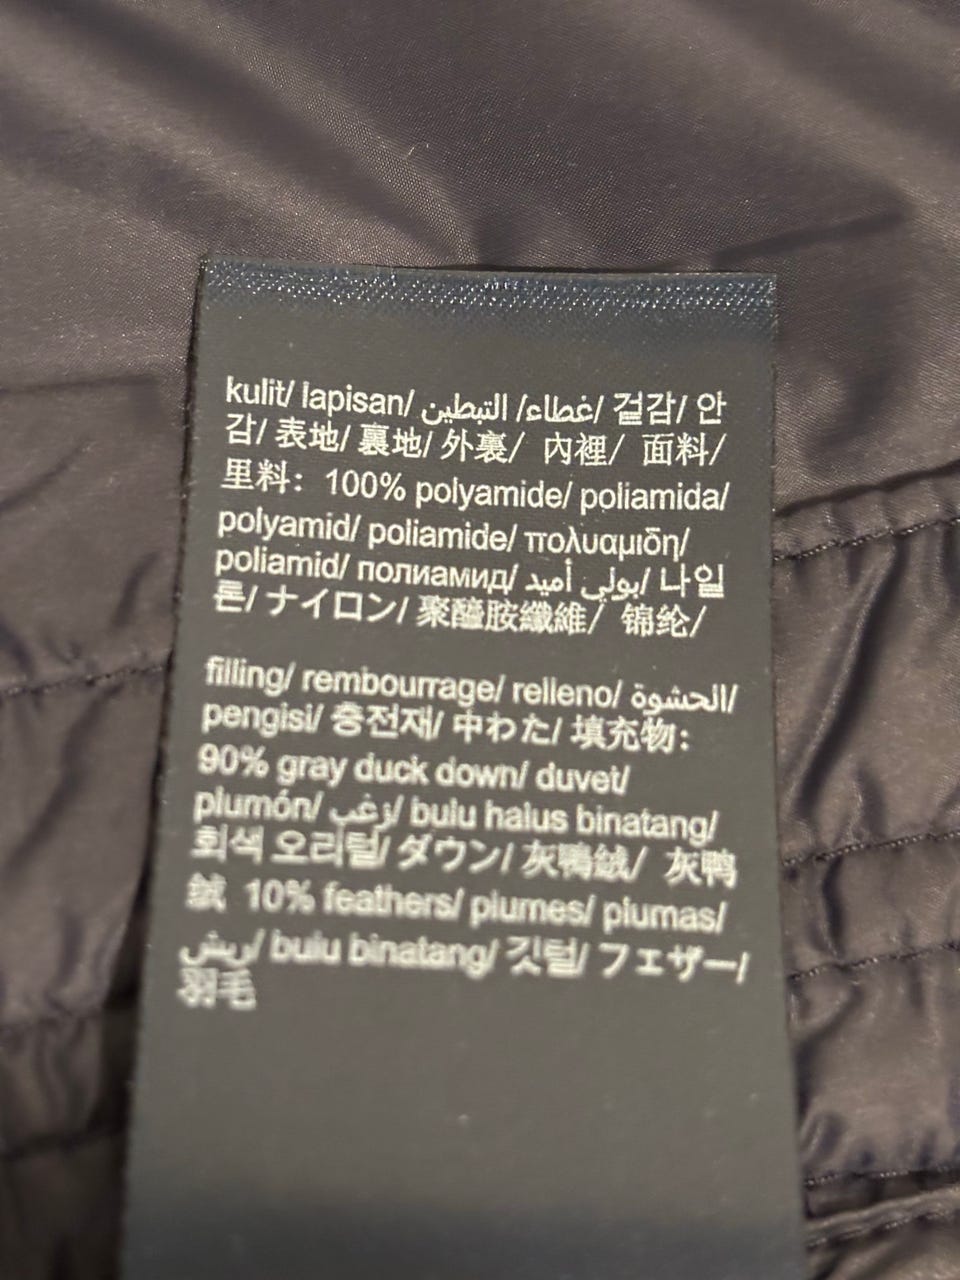 kulit/ lapisan/ غطاء/ التبطين/ 겉감/ 안
감/ 表地/ 裏地/ 外裏/ 內裡/ 面料/
里料: 100% polyamide/ poliamida/
polyamid/ poliamide/ πολυαμιδη/
poliamid/ полиамид/ بولي أميد/ 나일
론/ ナイロン/ 聚醯胺纖維/ 锦纶/
filling/ rembourrage/ relleno/ الحشوة/
pengisi/ 충전재/ 中わた/ 填充物:
90% gray duck down/ duvet/
plumón/ زغب/ bulu halus binatang/
회색 오리털/ ダウン/ 灰鴨絨/ 灰鸭
絨 10% feathers/ plumes/ plumas/
ريش/ bulu binatang/ 깃털/ フェザー/
羽毛